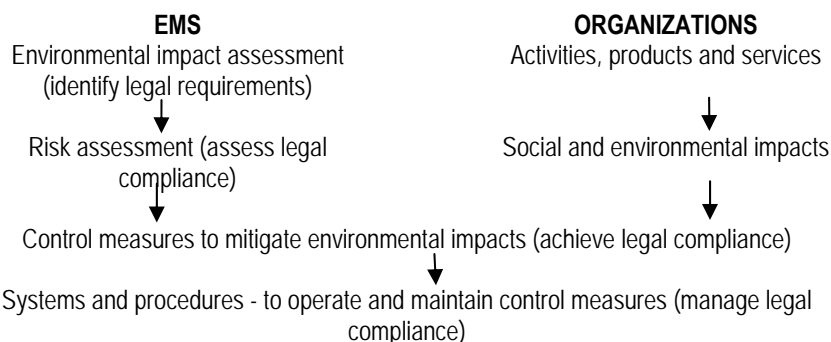 EMS
Environmental impact assessment
(identify legal requirements)
Risk assessment (assess legal
compliance)
ORGANIZATIONS
Activities, products and services
Social and environmental impacts
Control measures to mitigate environmental impacts (achieve legal compliance)
Systems and procedures - to operate and maintain control measures (manage legal
compliance)